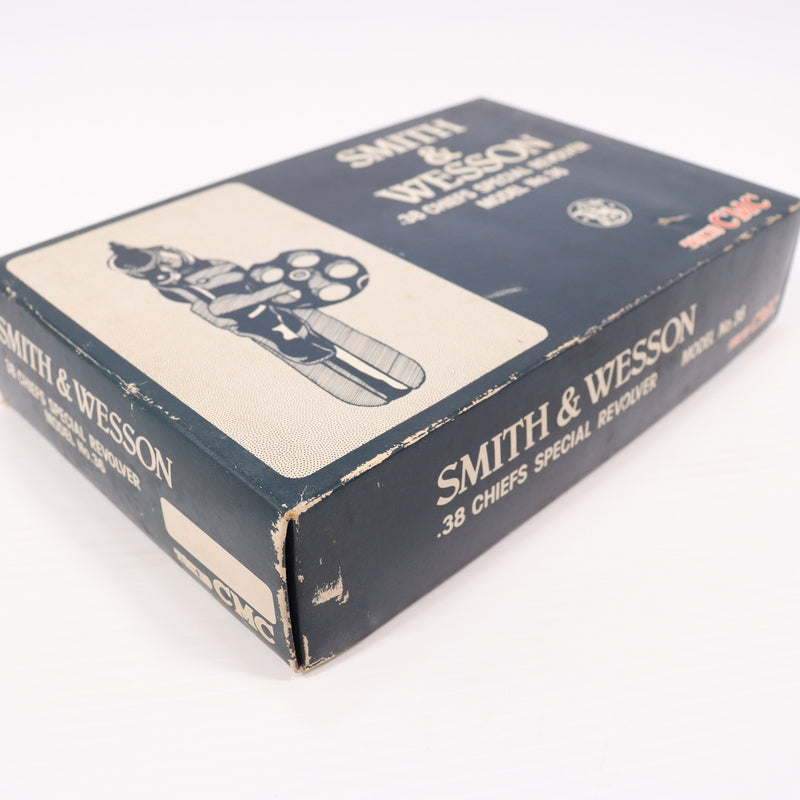 SMITH
&
WESSON
.38 CHIEFS SPECIAL REVOLVER
MODEL No.36
CMC
SMITH & WESSON
.38 CHIEFS SPECIAL REVOLVER
MODEL No.36
CMC
SMITH & WESSON
.38 CHIEFS SPECIAL REVOLVER
MODEL No.36